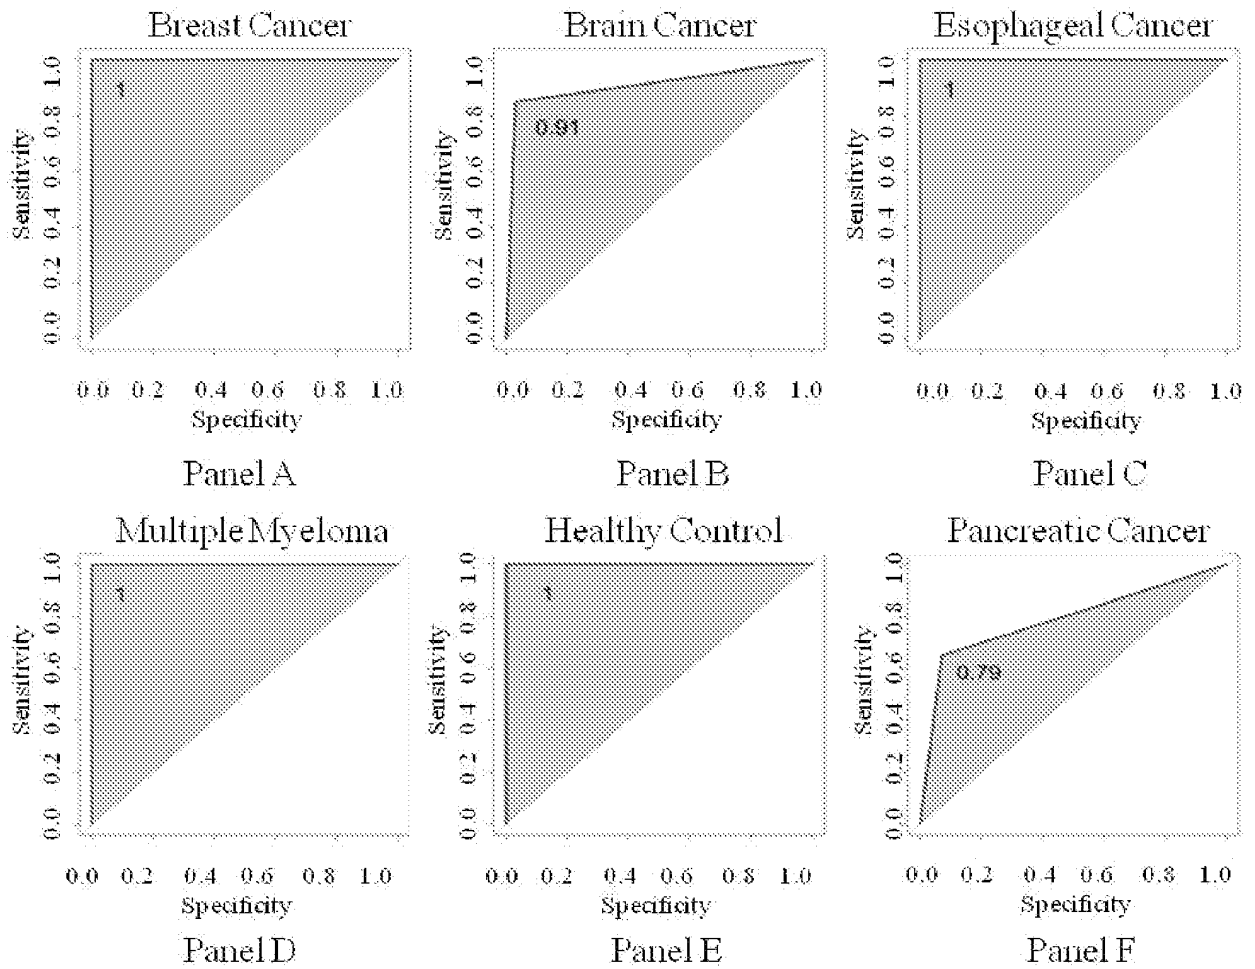 Breast Cancer
Brain Cancer
Esophageal Cancer
Sensitivity
0.0 0.2 0.4 0.6 0.8 1.0
1
0.0 0.2 0.4 0.6 0.8 1.0
Specificity
Panel A
Sensitivity
0.0 0.2 0.4 0.6 0.8 1.0
0.91
0.0 0.2 0.4 0.6 0.8 1.0
Specificity
Panel B
Sensitivity
0.0 0.2 0.4 0.6 0.8 1.0
1
0.0 0.2 0.4 0.6 0.8 1.0
Specificity
Panel C
Multiple Myeloma
Healthy Control
Pancreatic Cancer
Sensitivity
0.0 0.2 0.4 0.6 0.8 1.0
1
0.0 0.2 0.4 0.6 0.8 1.0
Specificity
Panel D
Sensitivity
0.0 0.2 0.4 0.6 0.8 1.0
1
0.0 0.2 0.4 0.6 0.8 1.0
Specificity
Panel E
Sensitivity
0.0 0.2 0.4 0.6 0.8 1.0
0.79
0.0 0.2 0.4 0.6 0.8 1.0
Specificity
Panel F